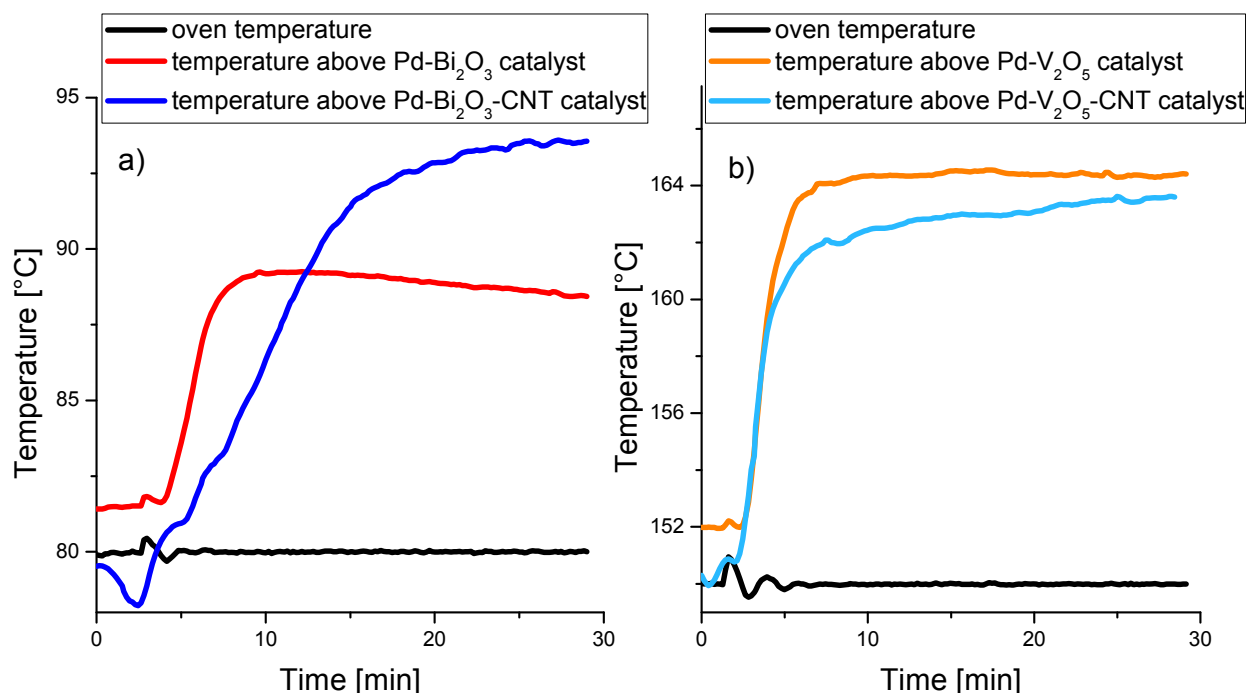 oven temperature
temperature above Pd-Bi₂O₃ catalyst
temperature above Pd-Bi₂O₃-CNT catalyst
a)
95
90
85
80
Temperature [°C]
0
10
20
30
Time [min]
oven temperature
temperature above Pd-V₂O₅ catalyst
temperature above Pd-V₂O₅-CNT catalyst
b)
164
160
156
152
Temperature [°C]
0
10
20
30
Time [min]